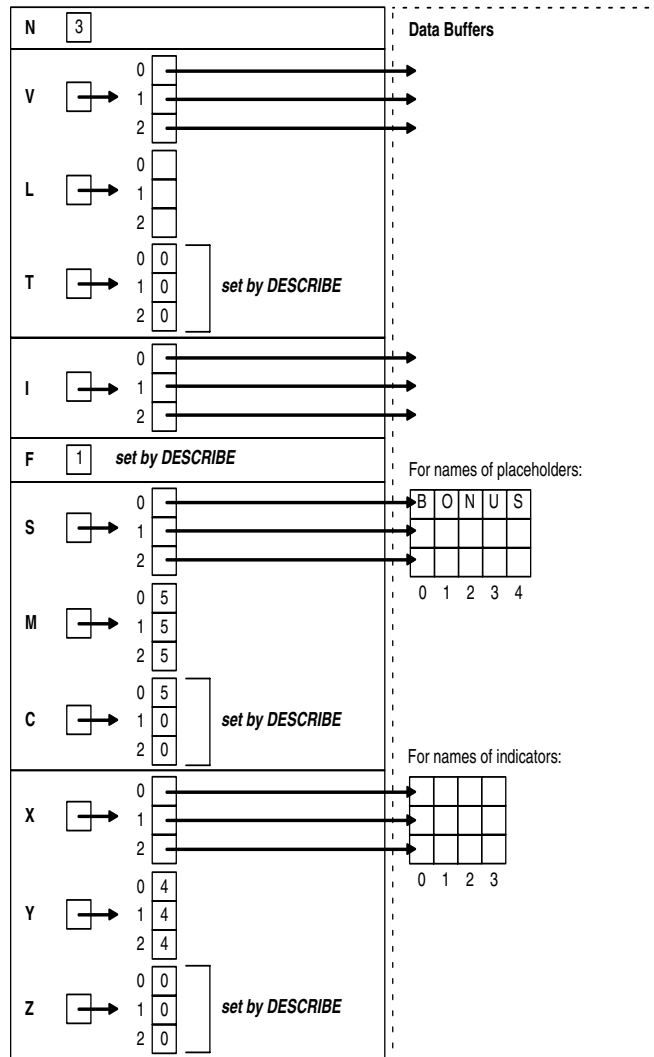 N 3
Data Buffers
0
V 1
2
0
L 1
2
0 0
T 1 0 set by DESCRIBE
2 0
0
I 1
2
F 1 set by DESCRIBE
For names of placeholders:
0 B O N U S
S 1
2
0 1 2 3 4
0 5
M 1 5
2 5
0 5
C 1 0 set by DESCRIBE
2 0
For names of indicators:
0
X 1
2
0 1 2 3
0 4
Y 1 4
2 4
0 0
Z 1 0 set by DESCRIBE
2 0